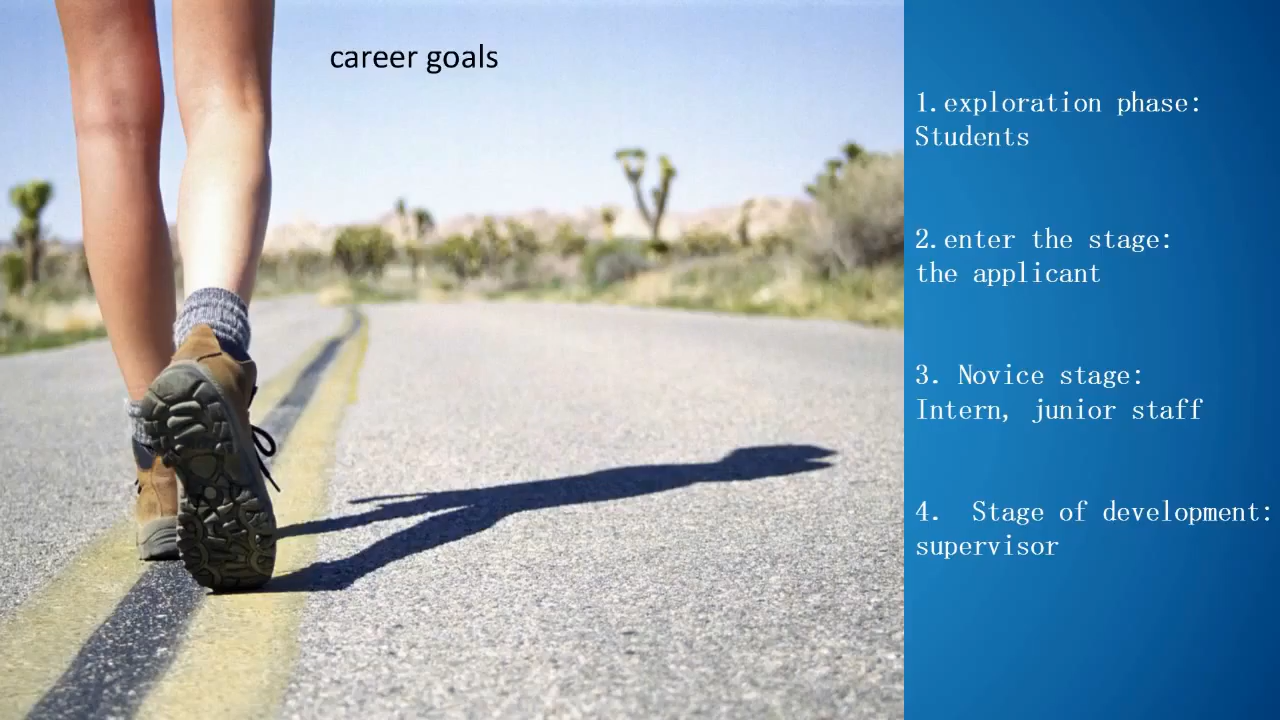 career goals
1.exploration phase:
Students
2.enter the stage:
the applicant
3. Novice stage:
Intern, junior staff
4.  Stage of development:
supervisor